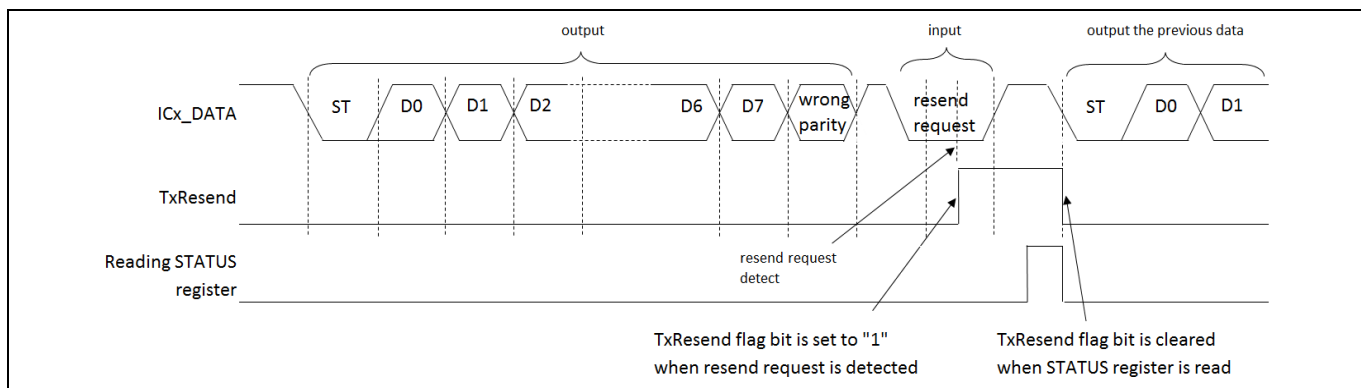 output
input
output the previous data
ICx_DATA
ST
D0
D1
D2
D6
D7
wrong
parity
resend
request
ST
D0
D1
TxResend
resend request
detect
Reading STATUS
register
TxResend flag bit is set to "1"
when resend request is detected
TxResend flag bit is cleared
when STATUS register is read